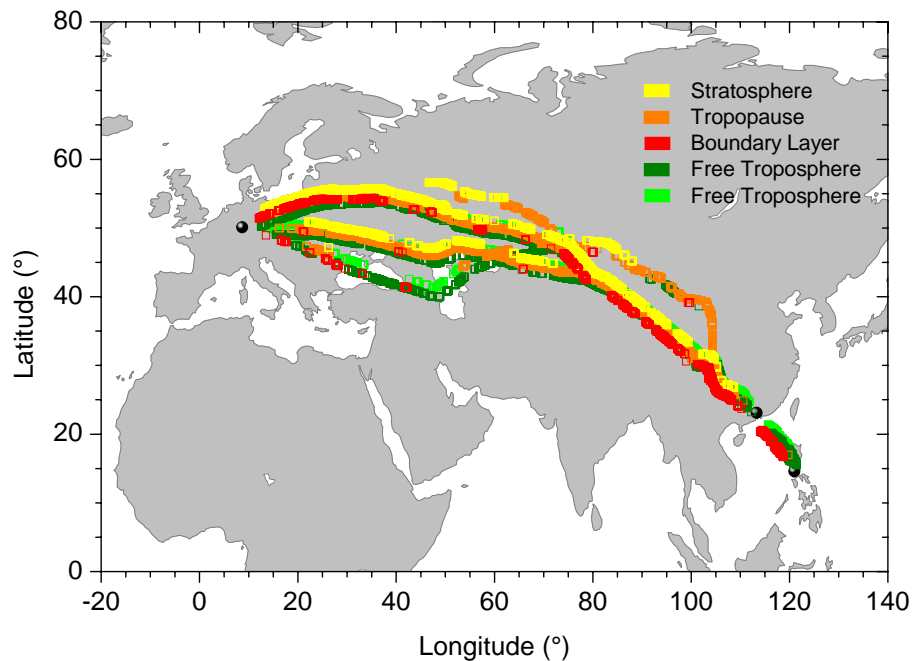 80
60
40
20
0
Latitude (°)
Stratosphere
Tropopause
Boundary Layer
Free Troposphere
Free Troposphere
-20 0 20 40 60 80 100 120 140
Longitude (°)